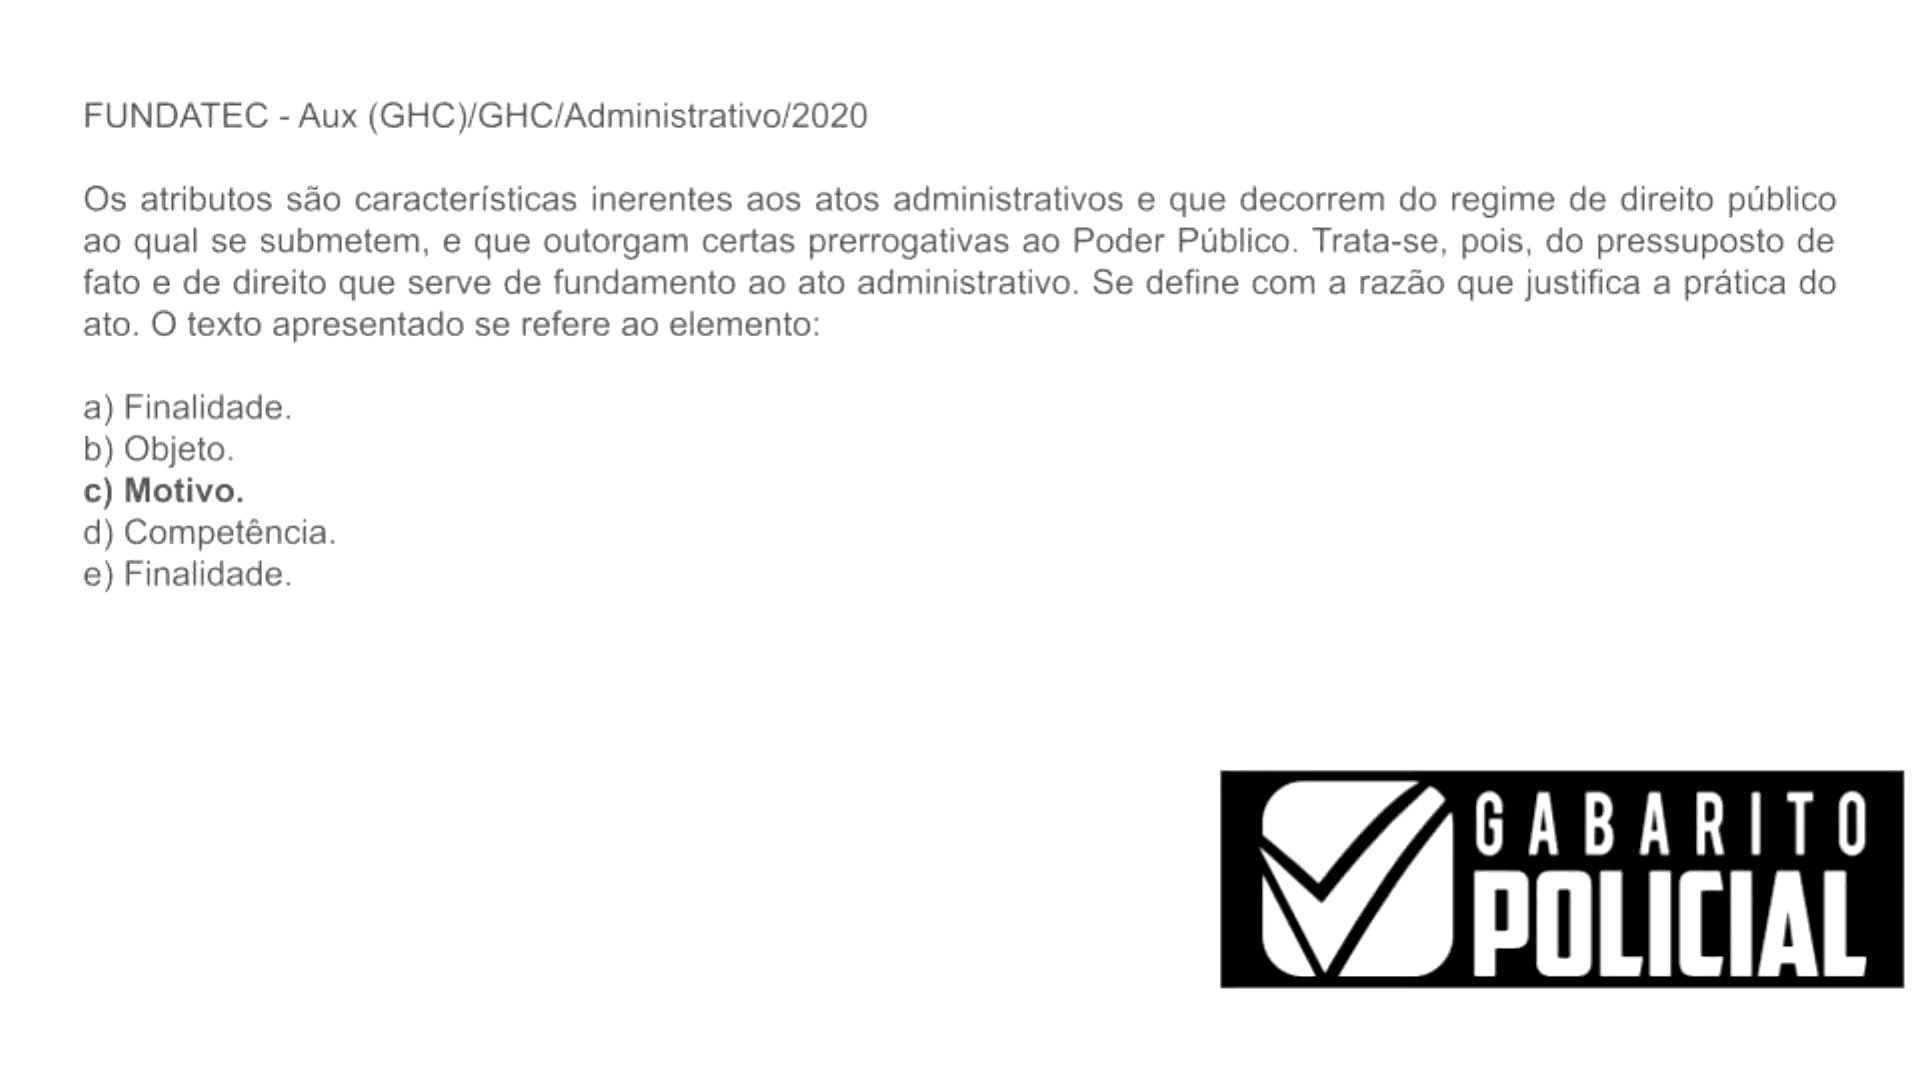 FUNDATEC - Aux (GHC)/GHC/Administrativo/2020
Os atributos são características inerentes aos atos administrativos e que decorrem do regime de direito público
ao qual se submetem, e que outorgam certas prerrogativas ao Poder Público. Trata-se, pois, do pressuposto de
fato e de direito que serve de fundamento ao ato administrativo. Se define com a razão que justifica a prática do
ato. O texto apresentado se refere ao elemento:
a) Finalidade.
b) Objeto.
c) Motivo.
d) Competência.
e) Finalidade.
GABARITO
POLICIAL